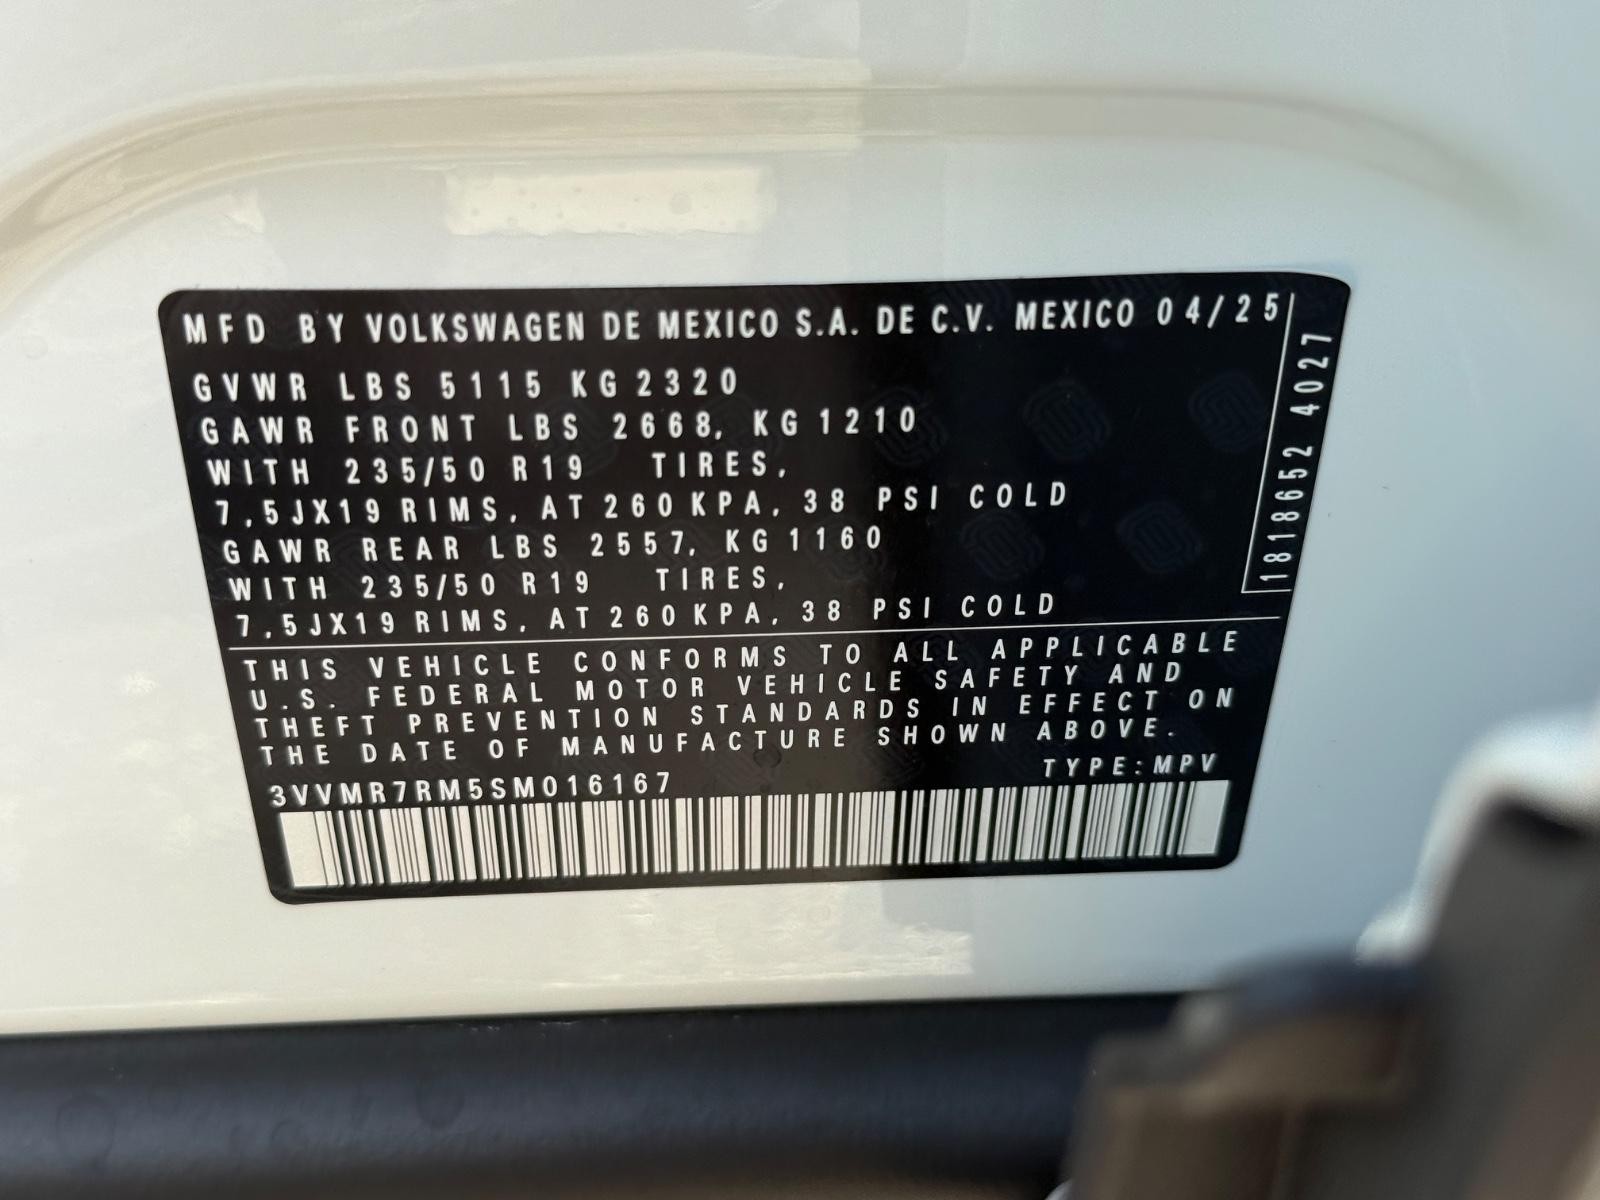 MFD BY VOLKSWAGEN DE MEXICO S.A. DE C.V. MEXICO 04/25
GVWR LBS 5115 KG 2320
GAWR FRONT LBS 2668, KG 1210
WITH 235/50 R19 TIRES,
7,5JX19 RIMS, AT 260 KPA, 38 PSI COLD
GAWR REAR LBS 2557, KG 1160
WITH 235/50 R19 TIRES,
7,5JX19 RIMS, AT 260 KPA, 38 PSI COLD
1818652 4027
THIS VEHICLE CONFORMS TO ALL APPLICABLE
U.S. FEDERAL MOTOR VEHICLE SAFETY AND
THEFT PREVENTION STANDARDS IN EFFECT ON
THE DATE OF MANUFACTURE SHOWN ABOVE.
TYPE:MPV
3VVMR7RM5SM016167